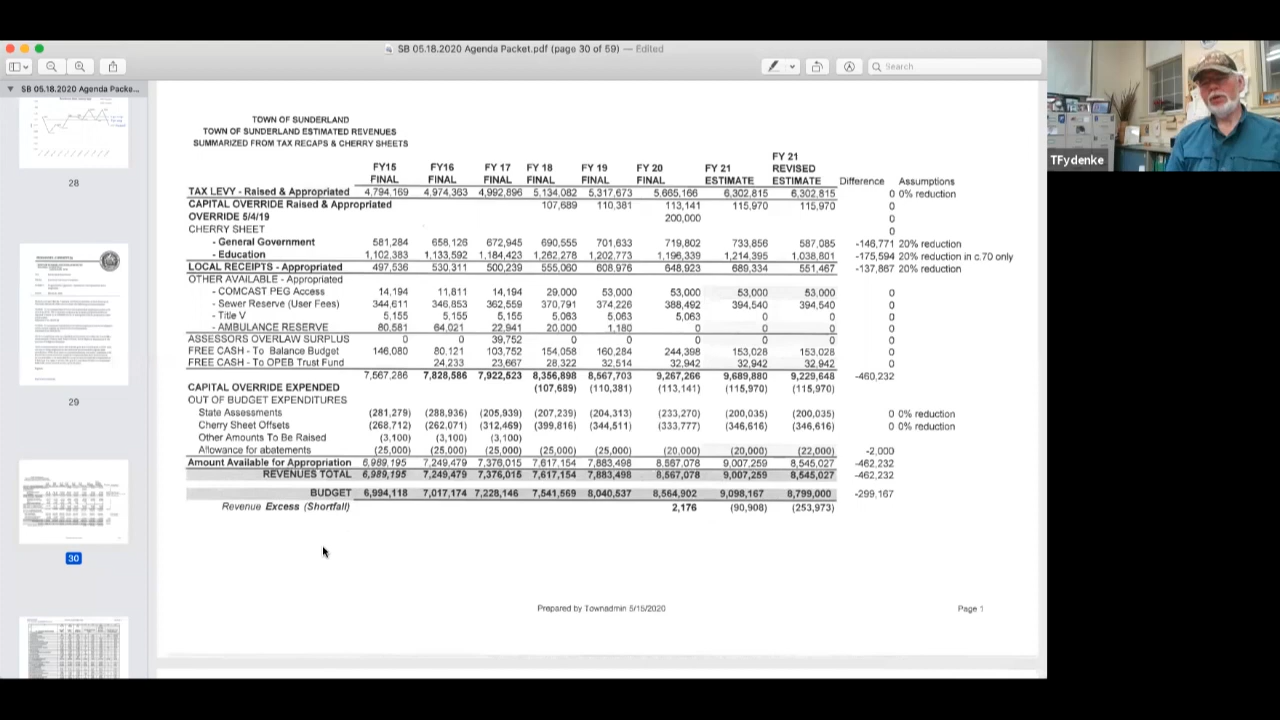 SB 05.18.2020 Agenda Packet.pdf (page 30 of 59) — Edited
Search
SB 05.18.2020 Agenda Packe...
28
29
30
TFydenke
TOWN OF SUNDERLAND
TOWN OF SUNDERLAND ESTIMATED REVENUES
SUMMARIZED FROM TAX RECAPS & CHERRY SHEETS
FY15 FINAL FY16 FINAL FY 17 FINAL FY 18 FINAL FY 19 FINAL FY 20 FINAL FY 21 ESTIMATE FY 21 REVISED ESTIMATE Difference Assumptions
TAX LEVY - Raised & Appropriated 4,794,169 4,974,363 4,992,896 5,134,082 5,317,673 5,665,166 6,302,815 6,302,815 0 0% reduction
CAPITAL OVERRIDE Raised & Appropriated 107,689 110,381 113,141 115,970 115,970 0
OVERRIDE 5/4/19 200,000 0
CHERRY SHEET 0
- General Government 581,284 658,126 672,945 690,555 701,633 719,802 733,856 587,085 -146,771 20% reduction
- Education 1,102,383 1,133,592 1,184,423 1,262,278 1,202,773 1,196,339 1,214,395 1,038,801 -175,594 20% reduction in c.70 only
LOCAL RECEIPTS - Appropriated 497,536 530,311 500,239 555,060 608,976 648,923 689,334 551,467 -137,867 20% reduction
OTHER AVAILABLE - Appropriated
- COMCAST PEG Access 14,194 11,811 14,194 29,000 53,000 53,000 53,000 53,000 0
- Sewer Reserve (User Fees) 344,611 346,853 362,559 370,791 374,226 388,492 394,540 394,540 0
- Title V 5,155 5,155 5,155 5,063 5,063 5,063 0 0 0
- AMBULANCE RESERVE 80,581 64,021 22,941 20,000 1,180 0 0 0
ASSESSORS OVERLAW SURPLUS 0 0 39,752 0 0 0 0 0 0
FREE CASH - To Balance Budget 146,080 80,121 103,752 154,058 160,284 244,398 153,028 153,028 0
FREE CASH - To OPEB Trust Fund 24,233 23,667 28,322 32,514 32,942 32,942 32,942 0
7,567,286 7,828,586 7,922,523 8,356,898 8,567,703 9,267,266 9,689,880 9,229,648 -460,232
CAPITAL OVERRIDE EXPENDED (107,689) (110,381) (113,141) (115,970) (115,970)
OUT OF BUDGET EXPENDITURES
State Assessments (281,279) (288,936) (205,939) (207,239) (204,313) (233,270) (200,035) (200,035) 0 0% reduction
Cherry Sheet Offsets (268,712) (262,071) (312,469) (399,816) (344,511) (333,777) (346,616) (346,616) 0 0% reduction
Other Amounts To Be Raised (3,100) (3,100) (3,100)
Allowance for abatements (25,000) (25,000) (25,000) (25,000) (25,000) (20,000) (20,000) (22,000) -2,000
Amount Available for Appropriation 6,989,195 7,249,479 7,376,015 7,617,154 7,883,498 8,567,078 9,007,259 8,545,027 -462,232
REVENUES TOTAL 6,989,195 7,249,479 7,376,015 7,617,154 7,883,498 8,567,078 9,007,259 8,545,027 -462,232
BUDGET 6,994,118 7,017,174 7,228,146 7,541,569 8,040,537 8,564,902 9,098,167 8,799,000 -299,167
Revenue Excess (Shortfall) 2,176 (90,908) (253,973)
Prepared by Townadmin 5/15/2020
Page 1